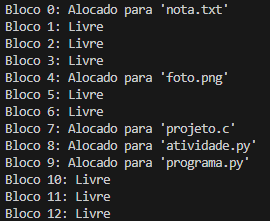 Bloco 0: Alocado para 'nota.txt'
Bloco 1: Livre
Bloco 2: Livre
Bloco 3: Livre
Bloco 4: Alocado para 'foto.png'
Bloco 5: Livre
Bloco 6: Livre
Bloco 7: Alocado para 'projeto.c'
Bloco 8: Alocado para 'atividade.py'
Bloco 9: Alocado para 'programa.py'
Bloco 10: Livre
Bloco 11: Livre
Bloco 12: Livre